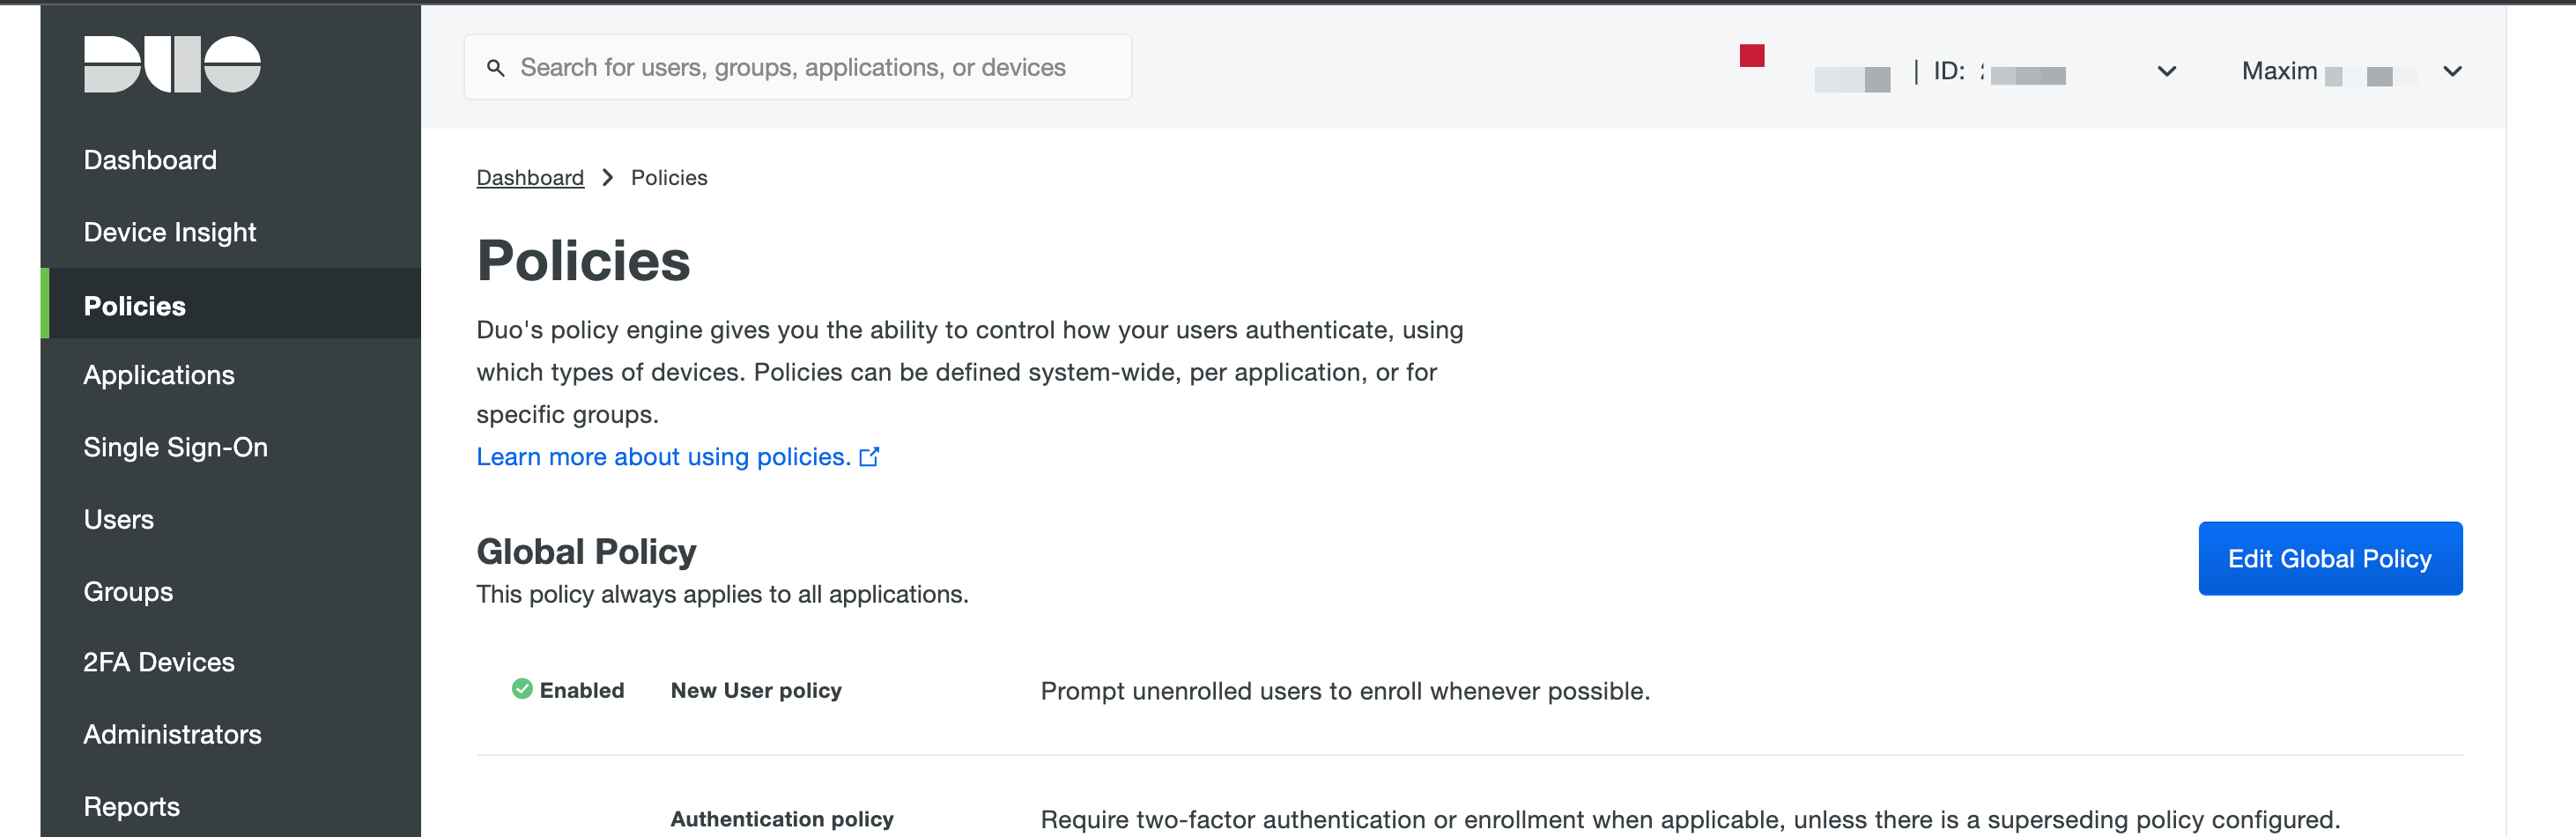 DUO
Search for users, groups, applications, or devices
| ID:
Maxim
Dashboard
Device Insight
Policies
Applications
Single Sign-On
Users
Groups
2FA Devices
Administrators
Reports
Dashboard > Policies
Policies
Duo's policy engine gives you the ability to control how your users authenticate, using
which types of devices. Policies can be defined system-wide, per application, or for
specific groups.
Learn more about using policies.
Global Policy
This policy always applies to all applications.
Edit Global Policy
Enabled New User policy Prompt unenrolled users to enroll whenever possible.
Authentication policy Require two-factor authentication or enrollment when applicable, unless there is a superseding policy configured.